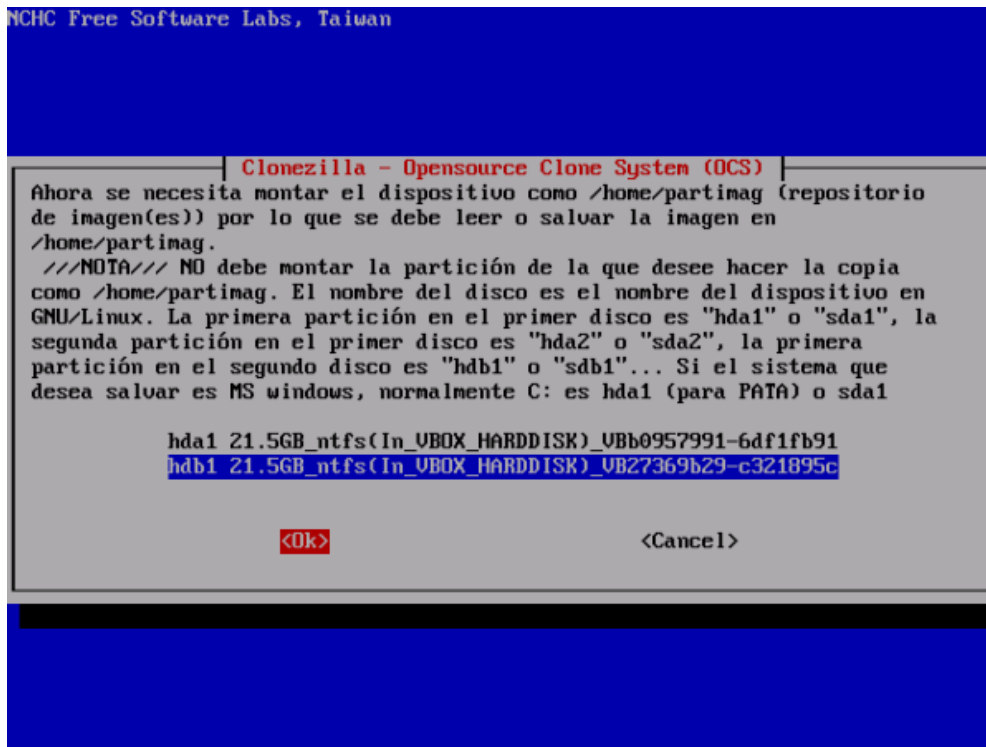 NCHC Free Software Labs, Taiwan
Clonezilla - Opensource Clone System (OCS)
Ahora se necesita montar el dispositivo como /home/partimag (repositorio
de imagen(es)) por lo que se debe leer o salvar la imagen en
/home/partimag.
///NOTA/// NO debe montar la partición de la que desee hacer la copia
como /home/partimag. El nombre del disco es el nombre del dispositivo en
GNU/Linux. La primera partición en el primer disco es "hda1" o "sda1", la
segunda partición en el primer disco es "hda2" o "sda2", la primera
partición en el segundo disco es "hdb1" o "sdb1"... Si el sistema que
desea salvar es MS windows, normalmente C: es hda1 (para PATA) o sda1
hda1 21.5GB_ntfs(In_VBOX_HARDDISK)_VBb0957991-6df1fb91
hdb1 21.5GB_ntfs(In_VBOX_HARDDISK)_VB27369b29-c321895c
<Ok> <Cancel>